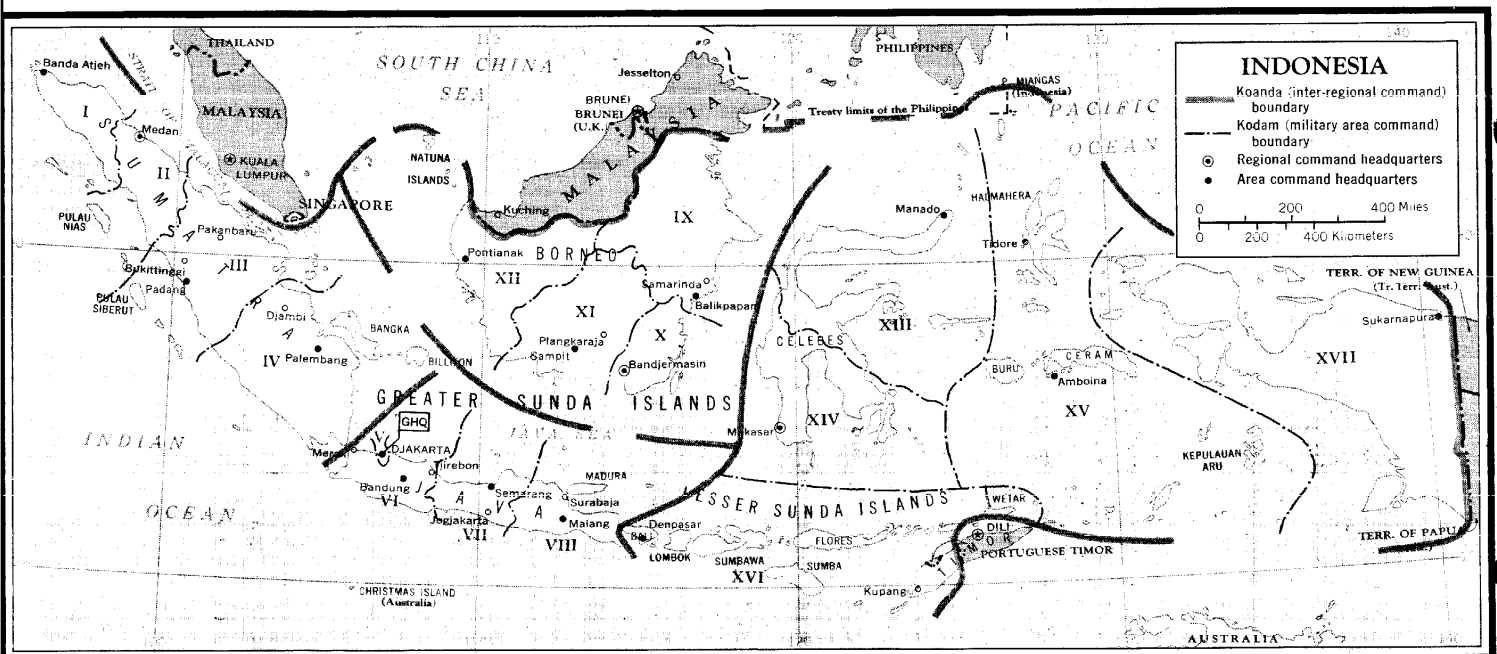 INDONESIA
Koanda (inter-regional command)
boundary
Kodam (military area command)
boundary
Regional command headquarters
Area command headquarters
0 200 400 Miles
0 200 400 Kilometers
THAILAND
SOUTH CHINA
SEA
PHILIPPINES
140
120
Banda Atjeh
STRAIT OF
MALAYSIA
Jesselton
BRUNEI
BRUNEI
(U.K.)
MALAYSIA
MIANGAS
(Indonesia)
Treaty limits of the Philippines
PACIFIC
OCEAN
I
Medan
II
SUMATRA
KUALA
LUMPUR
NATUNA
ISLANDS
SINGAPORE
Kuching
IX
HALMAHERA
Manado
PULAU
NIAS
Pakanbaru
III
Pontianak
BORNEO
Tidore
Bukittinggi
Padang
PULAU
SIBERUT
XII
Samarinda
Balikpapan
TERR. OF NEW GUINEA
(Tr. Terr. Aust.)
Djambi
BANGKA
XI
XIII
Sukarnapura
IV
Palembang
BILLITON
Plangkaraja
Sampit
X
CELEBES
CERAM
XVII
Bandjermasin
BURU
Amboina
GREATER SUNDA ISLANDS
XV
GHQ
INDIAN
OCEAN
JAVA SEA
Makasar
XIV
V
Merak
DJAKARTA
Tjirebon
KEPULAUAN
ARU
Bandung
VI
JAVA
Semarang
MADURA
Surabaja
LESSER SUNDA ISLANDS
WETAR
Jogjakarta
VII
Malang
VIII
Denpasar
BALI
LOMBOK
SUMBAWA
XVI
FLORES
SUMBA
DILI
TIMOR
PORTUGUESE TIMOR
TERR. OF PAPUA
Kupang
CHRISTMAS ISLAND
(Australia)
AUSTRALIA